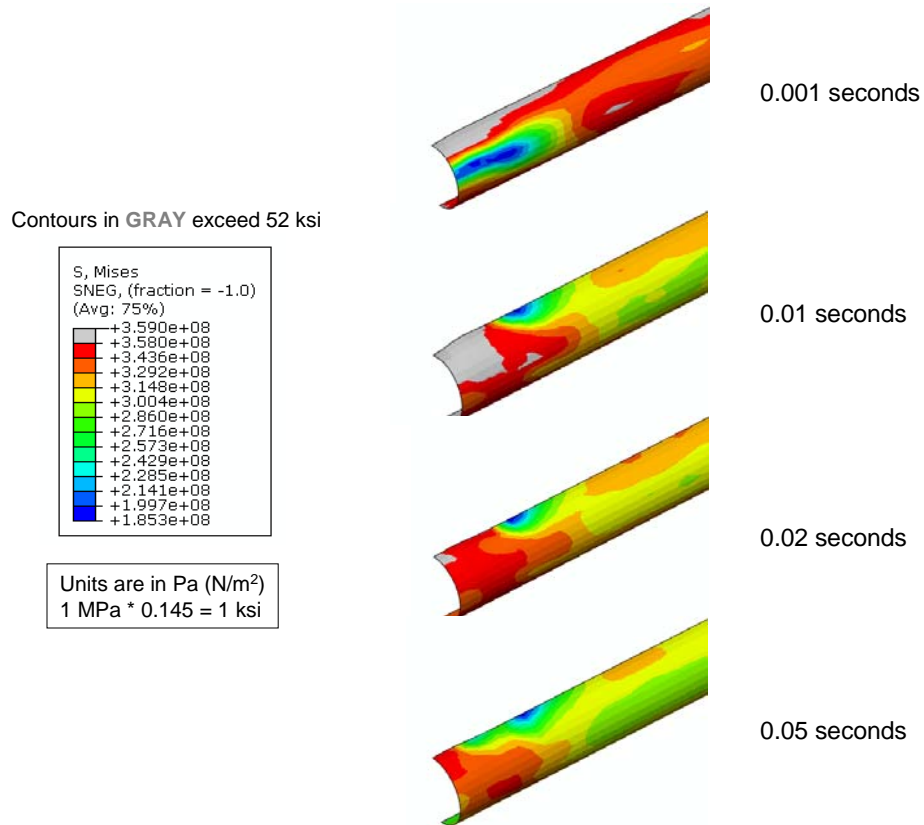 0.001 seconds
Contours in GRAY exceed 52 ksi
S, Mises
SNEG, (fraction = -1.0)
(Avg: 75%)
+3.590e+08
+3.580e+08
+3.436e+08
+3.292e+08
+3.148e+08
+3.004e+08
+2.860e+08
+2.716e+08
+2.573e+08
+2.429e+08
+2.285e+08
+2.141e+08
+1.997e+08
+1.853e+08
0.01 seconds
0.02 seconds
Units are in Pa (N/m²)
1 MPa * 0.145 = 1 ksi
0.05 seconds